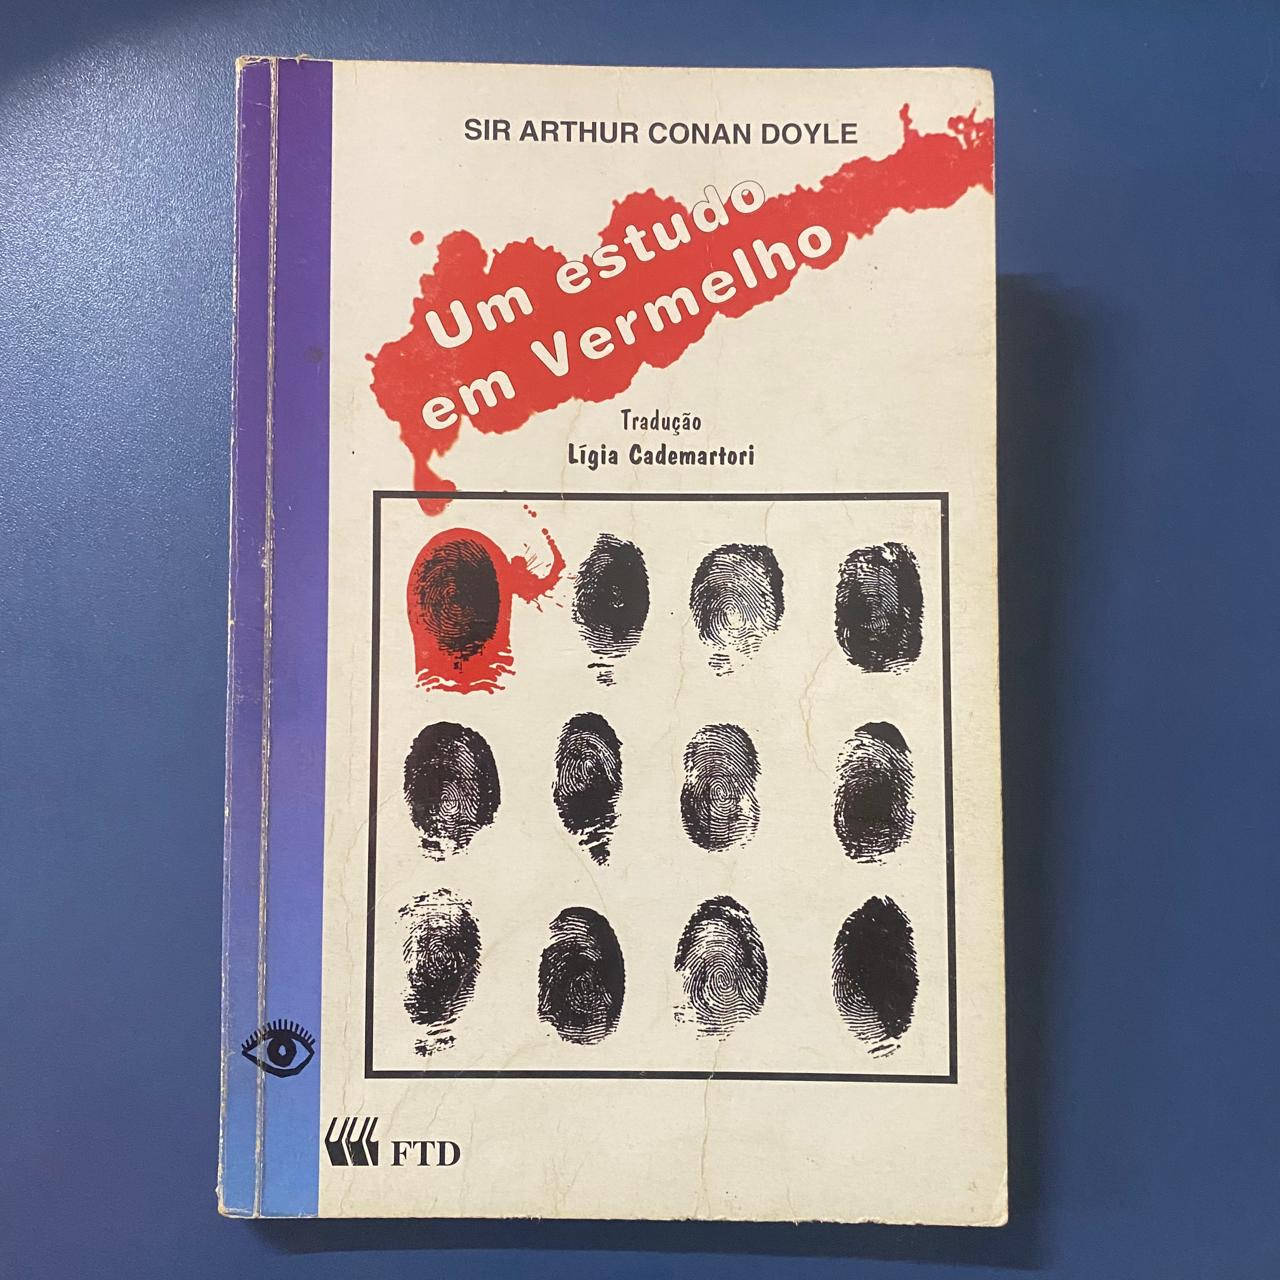 SIR ARTHUR CONAN DOYLE
Um estudo
em Vermelho
Tradução
Lígia Cademartori
FTD